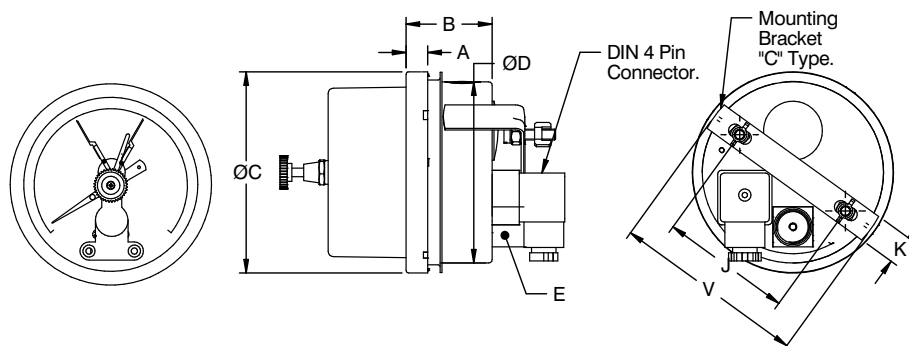 B
A
ØD
ØC
E
DIN 4 Pin
Connector.
Mounting
Bracket
"C" Type.
K
J
V